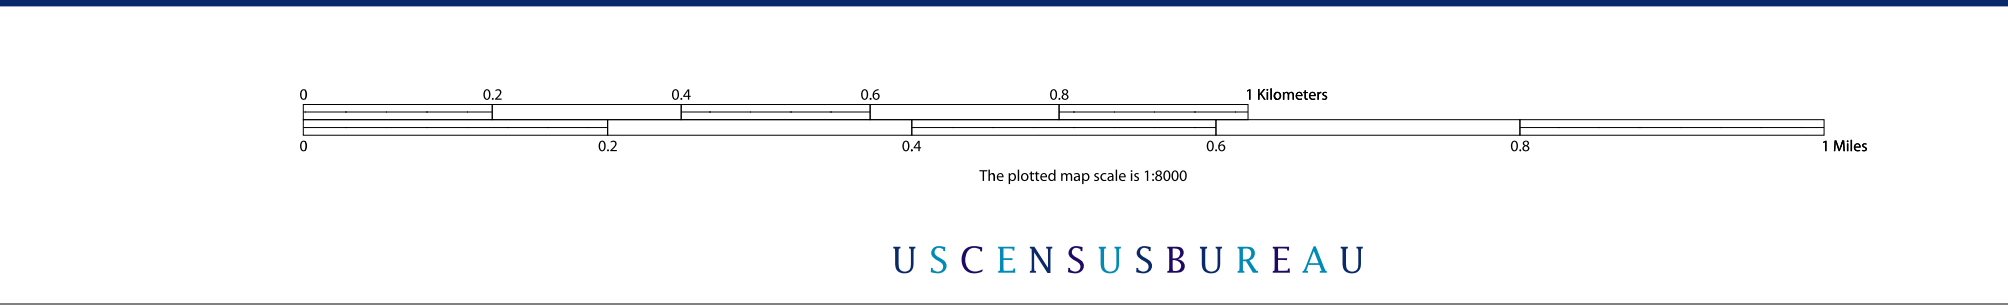 0 0.2 0.4 0.6 0.8 1 Kilometers
0 0.2 0.4 0.6 0.8 1 Miles
The plotted map scale is 1:8000
USCENSUSBUREAU